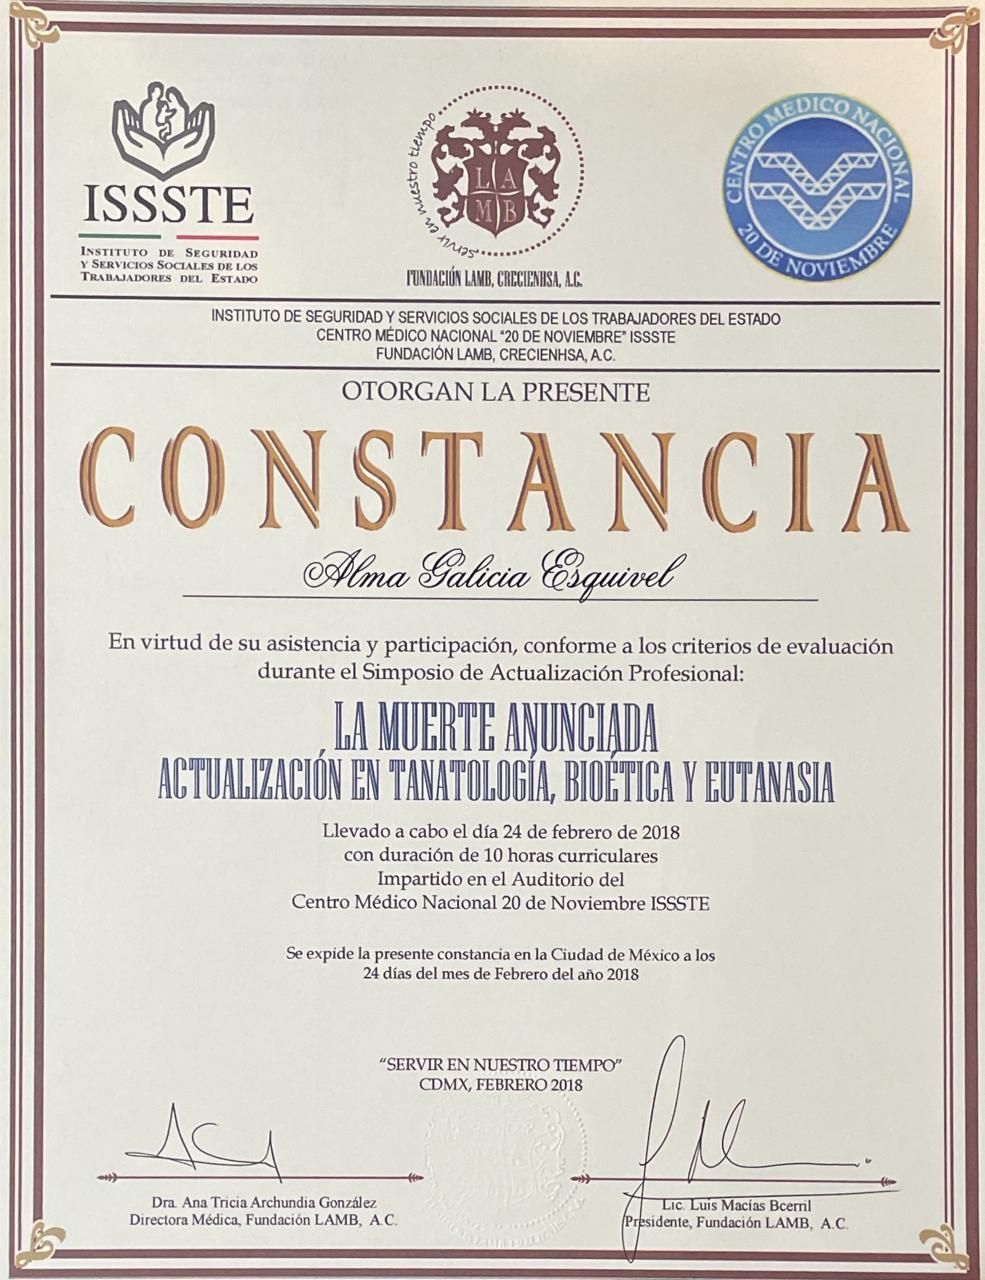 ISSSTE
INSTITUTO DE SEGURIDAD
Y SERVICIOS SOCIALES DE LOS
TRABAJADORES DEL ESTADO
servir en nuestro tiempo
LA
MB
FUNDACIÓN LAMB, CRECIENHSA, A.C.
CENTRO MEDICO NACIONAL
20 DE NOVIEMBRE
INSTITUTO DE SEGURIDAD Y SERVICIOS SOCIALES DE LOS TRABAJADORES DEL ESTADO
CENTRO MÉDICO NACIONAL "20 DE NOVIEMBRE" ISSSTE
FUNDACIÓN LAMB, CRECIENHSA, A.C.
OTORGAN LA PRESENTE
CONSTANCIA
Alma Galicia Esquivel
En virtud de su asistencia y participación, conforme a los criterios de evaluación
durante el Simposio de Actualización Profesional:
LA MUERTE ANUNCIADA
ACTUALIZACIÓN EN TANATOLOGÍA, BIOÉTICA Y EUTANASIA
Llevado a cabo el día 24 de febrero de 2018
con duración de 10 horas curriculares
Impartido en el Auditorio del
Centro Médico Nacional 20 de Noviembre ISSSTE
Se expide la presente constancia en la Ciudad de México a los
24 días del mes de Febrero del año 2018
"SERVIR EN NUESTRO TIEMPO"
CDMX, FEBRERO 2018
Dra. Ana Tricia Archundia González
Directora Médica, Fundación LAMB, A.C.
Lic. Luis Macías Bcerril
Presidente, Fundación LAMB, A.C.